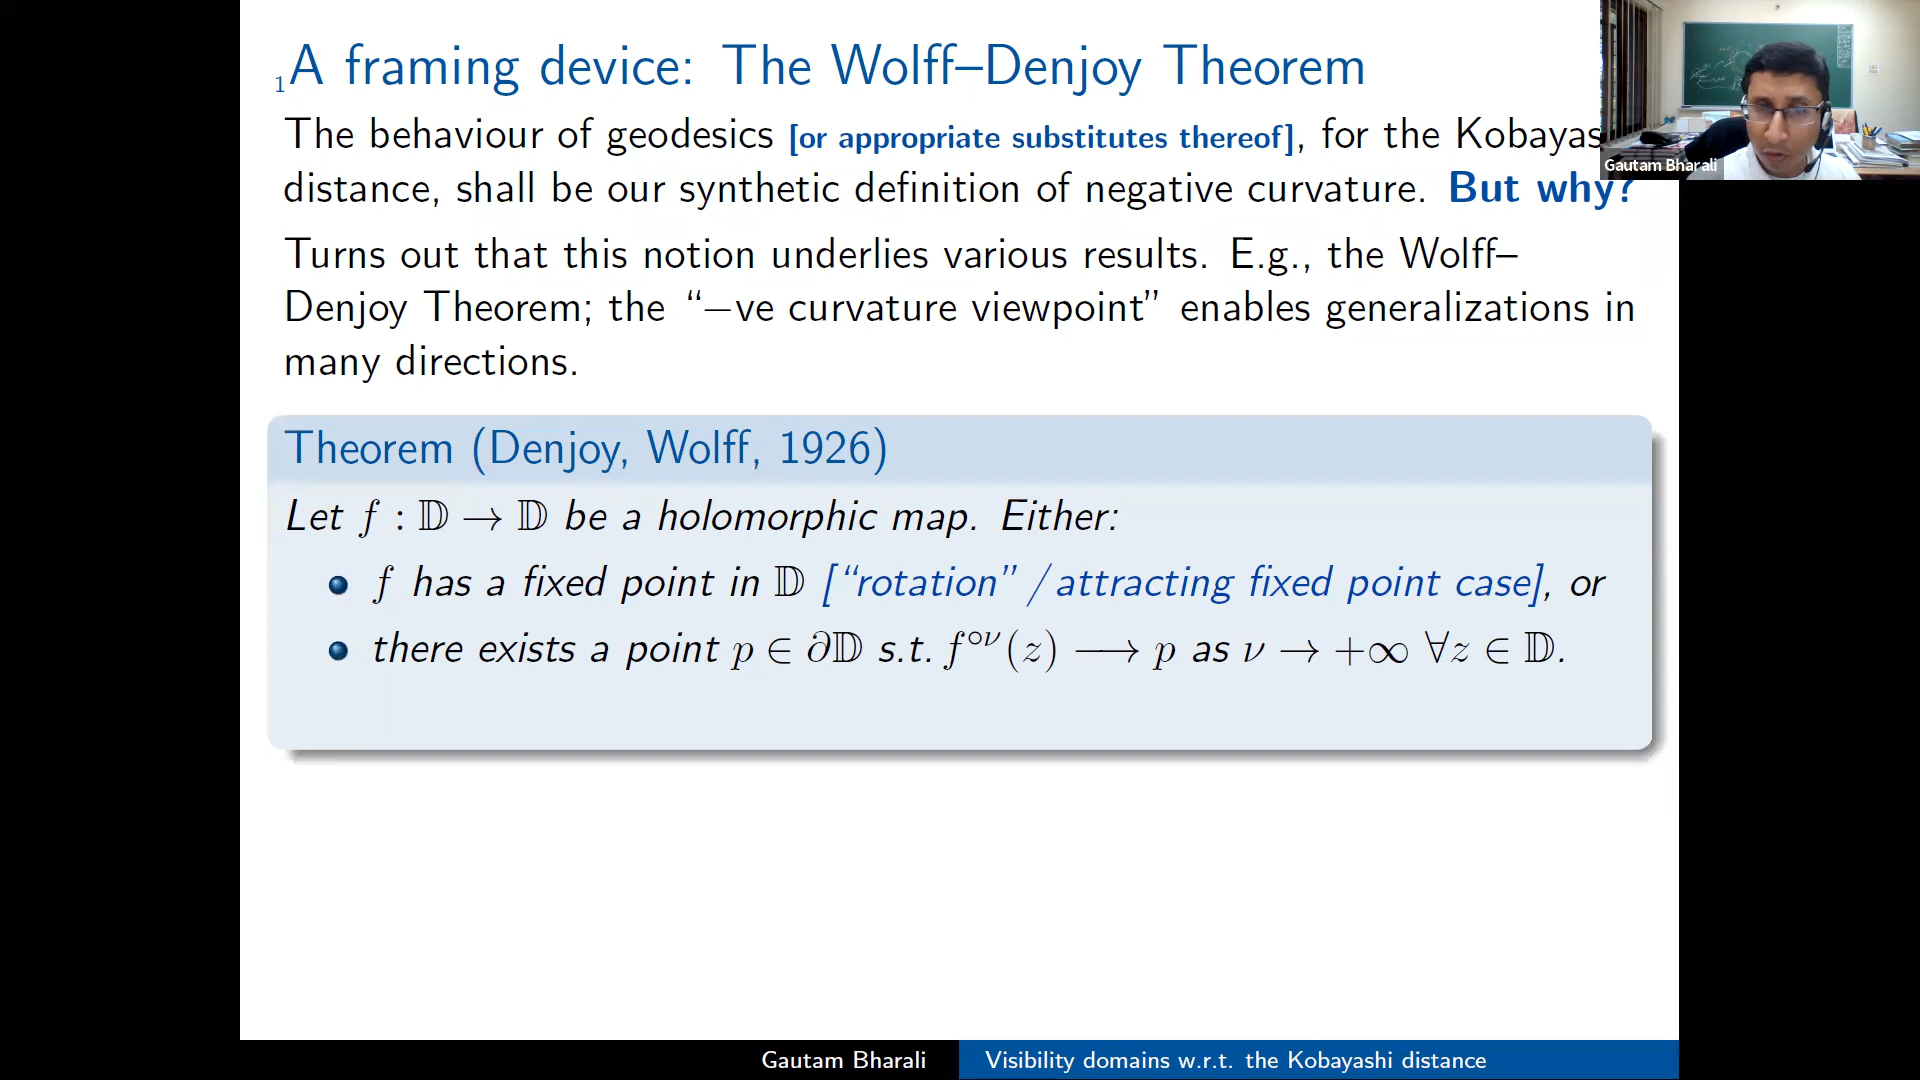 ₁A framing device: The Wolff–Denjoy Theorem
The behaviour of geodesics [or appropriate substitutes thereof], for the Kobayas
distance, shall be our synthetic definition of negative curvature. But why?
Gautam Bharali
Turns out that this notion underlies various results. E.g., the Wolff–
Denjoy Theorem; the “−ve curvature viewpoint” enables generalizations in
many directions.
Theorem (Denjoy, Wolff, 1926)
Let f : 𝔻 → 𝔻 be a holomorphic map. Either:
• f has a fixed point in 𝔻 [“rotation” / attracting fixed point case], or
• there exists a point p ∈ ∂𝔻 s.t. f^{∘ν}(z) ⟶ p as ν → +∞ ∀z ∈ 𝔻.
Gautam Bharali
Visibility domains w.r.t. the Kobayashi distance